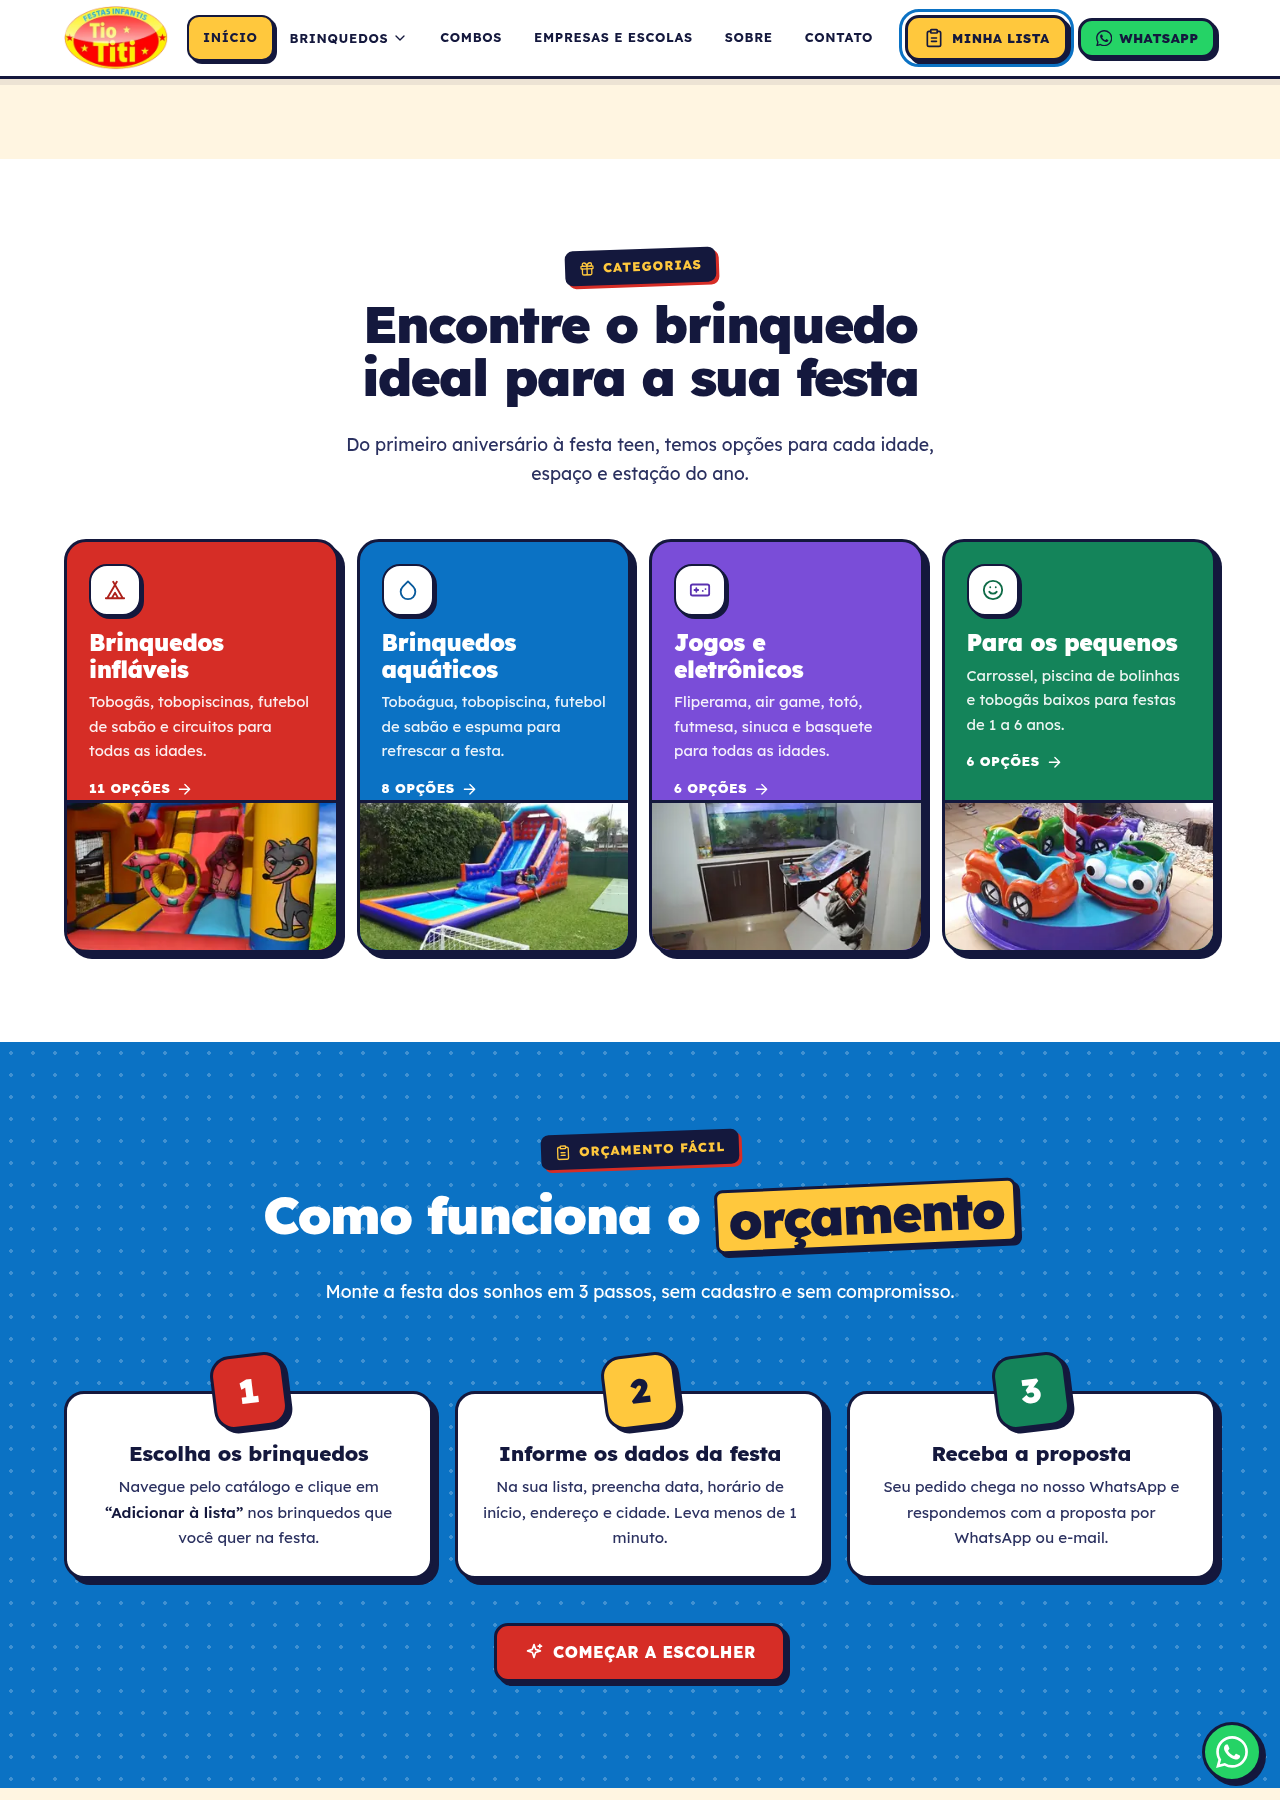 FESTAS INFANTIS
Tio
Titi
INÍCIO
BRINQUEDOS
COMBOS
EMPRESAS E ESCOLAS
SOBRE
CONTATO
MINHA LISTA
WHATSAPP
CATEGORIAS
Encontre o brinquedo
ideal para a sua festa
Do primeiro aniversário à festa teen, temos opções para cada idade,
espaço e estação do ano.
Brinquedos
infláveis
Tobogãs, tobopiscinas, futebol
de sabão e circuitos para
todas as idades.
11 OPÇÕES
Brinquedos
aquáticos
Toboágua, tobopiscina, futebol
de sabão e espuma para
refrescar a festa.
8 OPÇÕES
Jogos e
eletrônicos
Fliperama, air game, totó,
futmesa, sinuca e basquete
para todas as idades.
6 OPÇÕES
Para os pequenos
Carrossel, piscina de bolinhas
e tobogãs baixos para festas
de 1 a 6 anos.
6 OPÇÕES
ORÇAMENTO FÁCIL
Como funciona o orçamento
Monte a festa dos sonhos em 3 passos, sem cadastro e sem compromisso.
1
Escolha os brinquedos
Navegue pelo catálogo e clique em
“Adicionar à lista” nos brinquedos que
você quer na festa.
2
Informe os dados da festa
Na sua lista, preencha data, horário de
início, endereço e cidade. Leva menos de 1
minuto.
3
Receba a proposta
Seu pedido chega no nosso WhatsApp e
respondemos com a proposta por
WhatsApp ou e-mail.
COMEÇAR A ESCOLHER